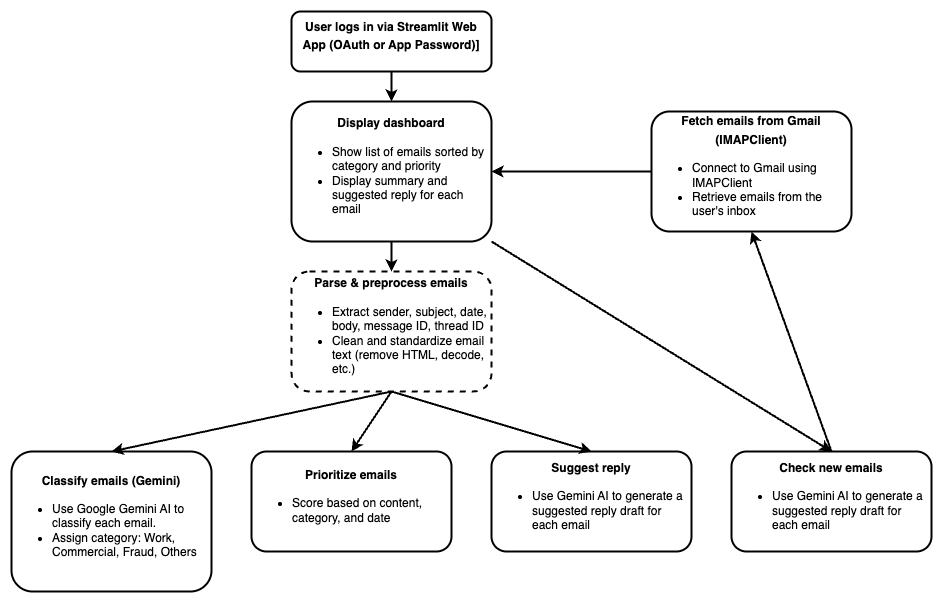 User logs in via Streamlit Web
App (OAuth or App Password)]
Display dashboard
• Show list of emails sorted by
category and priority
• Display summary and
suggested reply for each
email
Fetch emails from Gmail
(IMAPClient)
• Connect to Gmail using
IMAPClient
• Retrieve emails from the
user's inbox
Parse & preprocess emails
• Extract sender, subject, date,
body, message ID, thread ID
• Clean and standardize email
text (remove HTML, decode,
etc.)
Classify emails (Gemini)
• Use Google Gemini AI to
classify each email.
• Assign category: Work,
Commercial, Fraud, Others
Prioritize emails
• Score based on content,
category, and date
Suggest reply
• Use Gemini AI to generate a
suggested reply draft for
each email
Check new emails
• Use Gemini AI to generate a
suggested reply draft for
each email